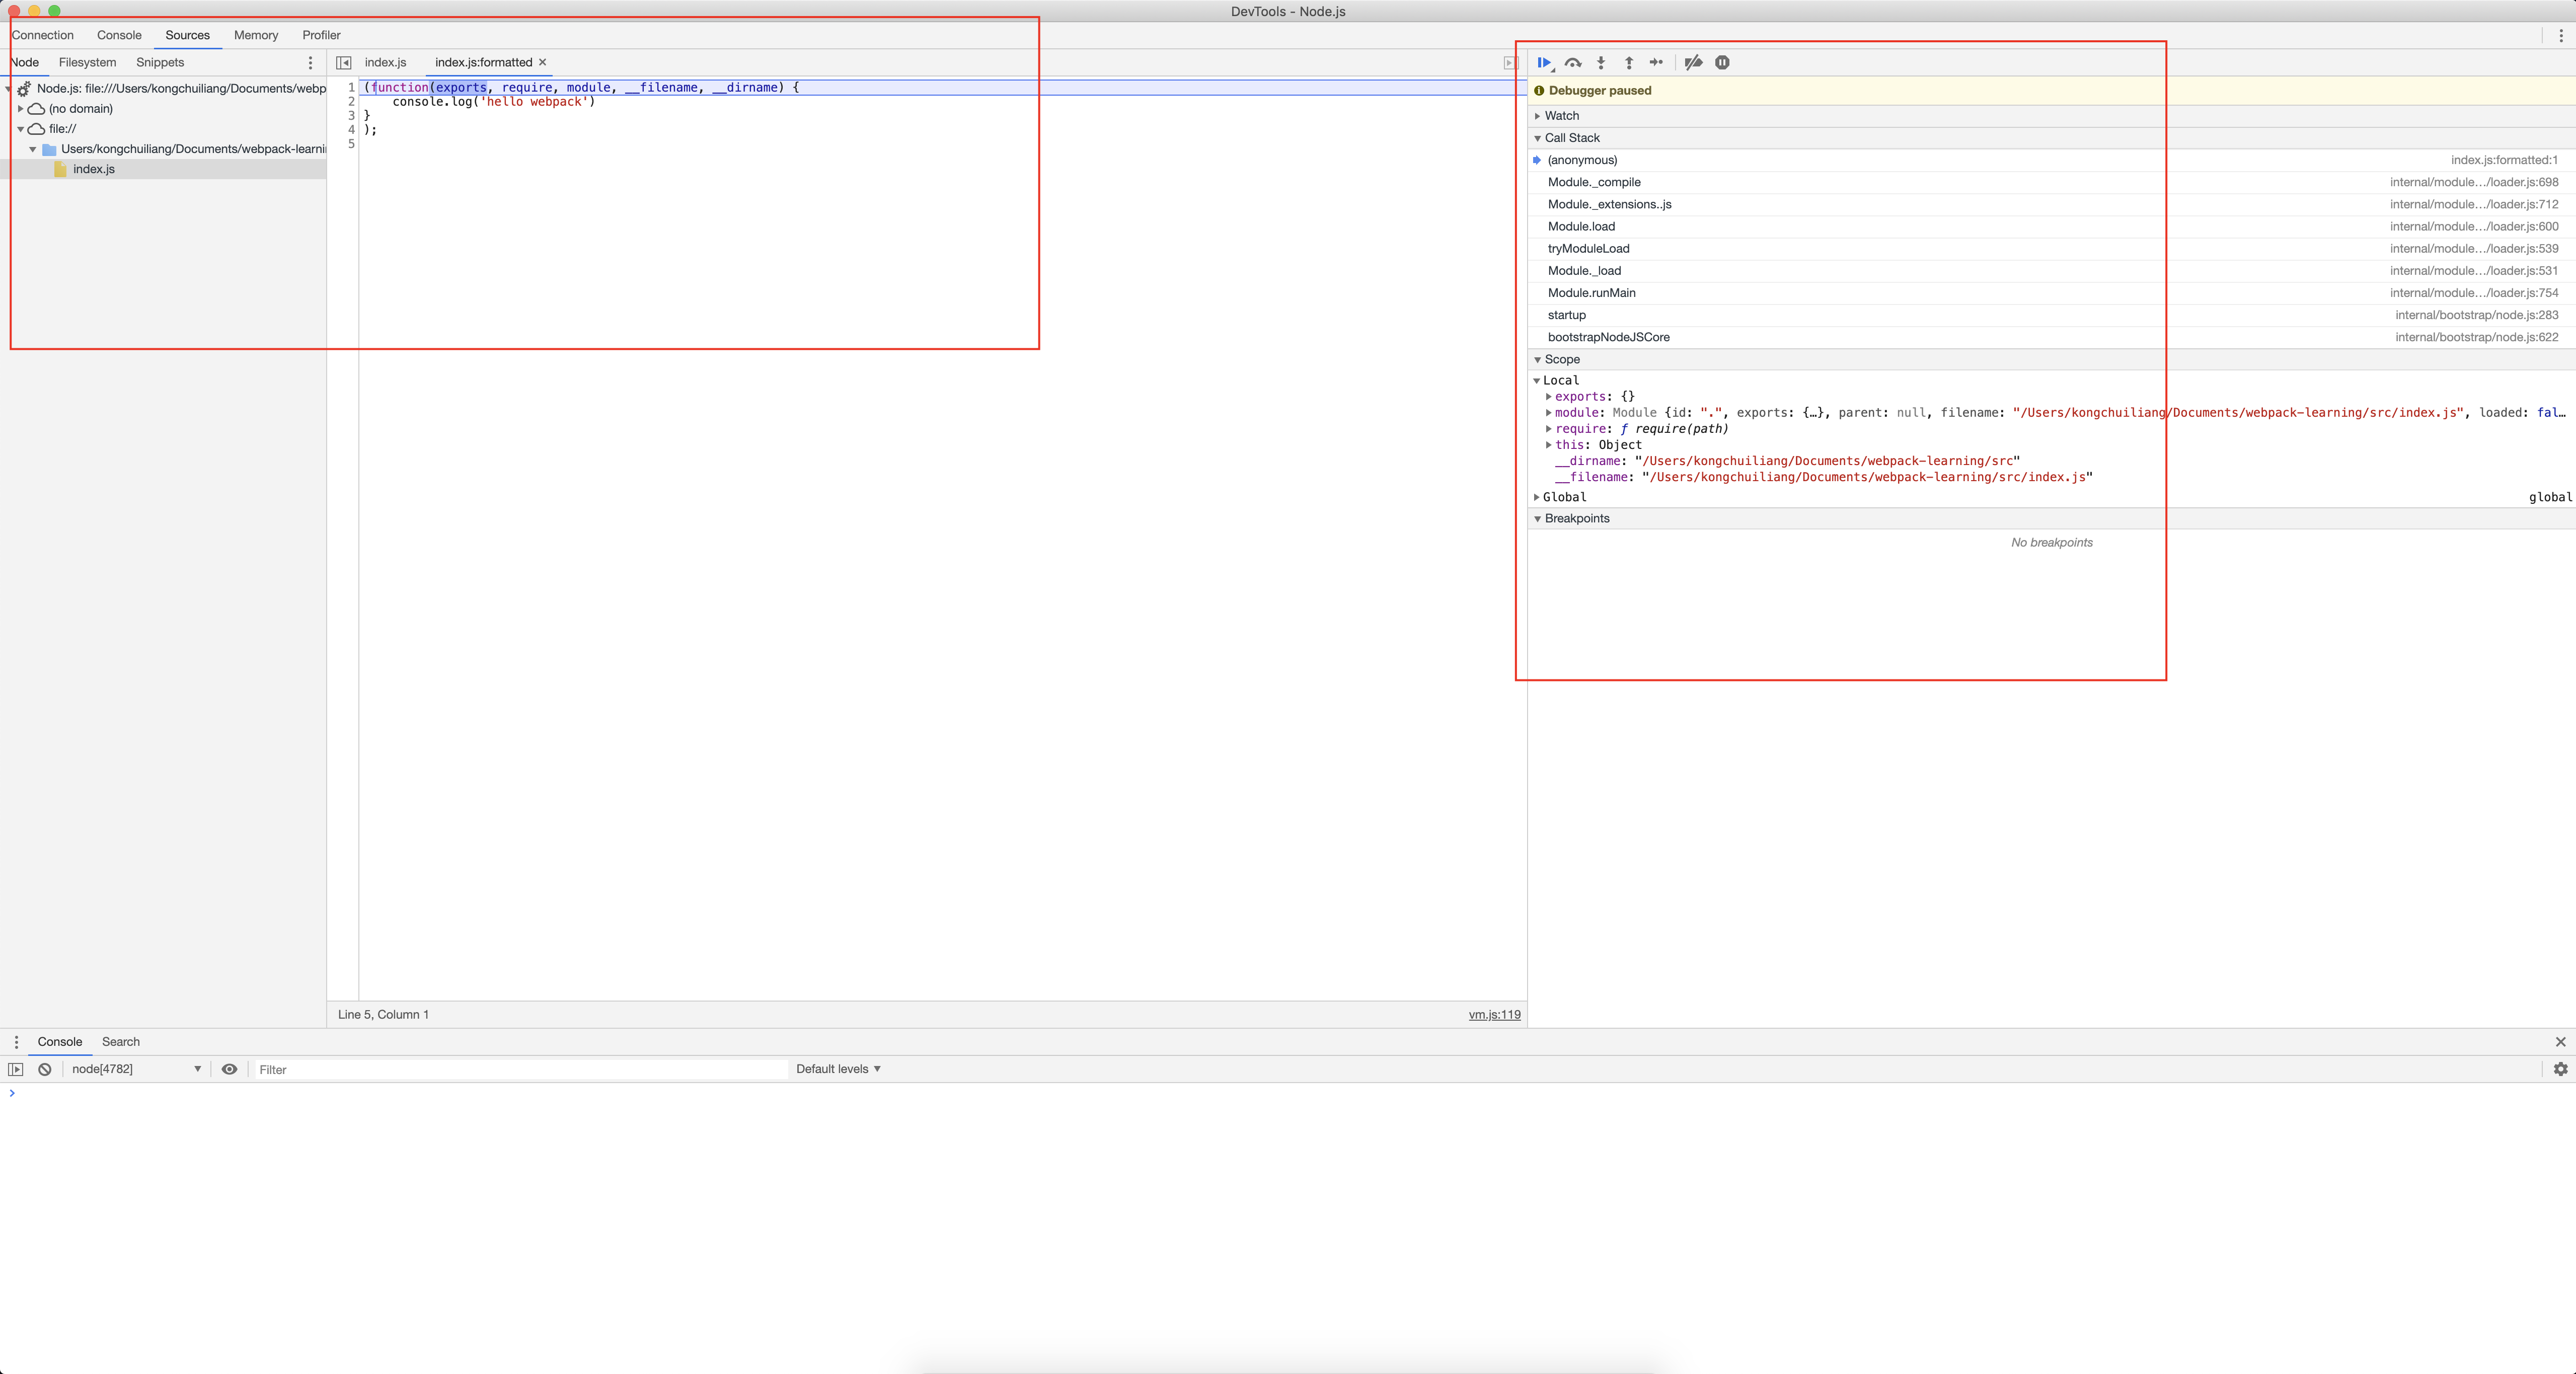 DevTools - Node.js
Connection Console Sources Memory Profiler
Node Filesystem Snippets
Node.js: file:///Users/kongchuiliang/Documents/webp
(no domain)
file://
Users/kongchuiliang/Documents/webpack-learni
index.js
index.js index.js:formatted ×
1 (function(exports, require, module, __filename, __dirname) {
2 console.log('hello webpack')
3 }
4 );
5
Line 5, Column 1 vm.js:119
Debugger paused
Watch
Call Stack
(anonymous) index.js:formatted:1
Module._compile internal/module…/loader.js:698
Module._extensions..js internal/module…/loader.js:712
Module.load internal/module…/loader.js:600
tryModuleLoad internal/module…/loader.js:539
Module._load internal/module…/loader.js:531
Module.runMain internal/module…/loader.js:754
startup internal/bootstrap/node.js:283
bootstrapNodeJSCore internal/bootstrap/node.js:622
Scope
Local
exports: {}
module: Module {id: ".", exports: {…}, parent: null, filename: "/Users/kongchuiliang/Documents/webpack-learning/src/index.js", loaded: fal…
require: ƒ require(path)
this: Object
__dirname: "/Users/kongchuiliang/Documents/webpack-learning/src"
__filename: "/Users/kongchuiliang/Documents/webpack-learning/src/index.js"
Global global
Breakpoints
No breakpoints
Console Search
node[4782] Filter Default levels